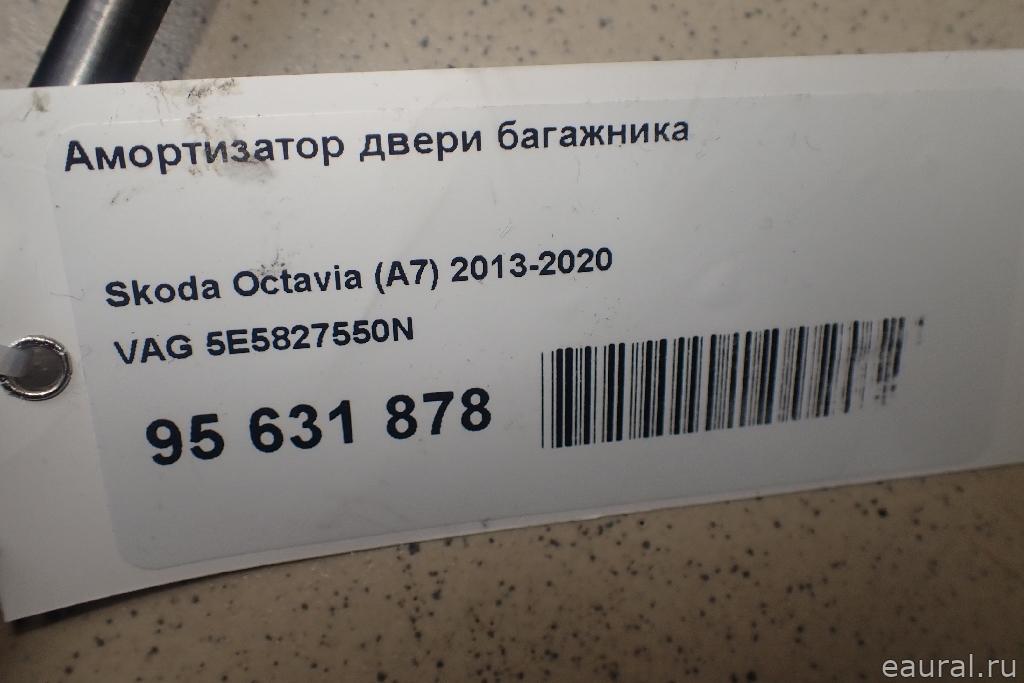 Амортизатор двери багажника
Skoda Octavia (A7) 2013-2020
VAG 5E5827550N
95 631 878
eaural.ru